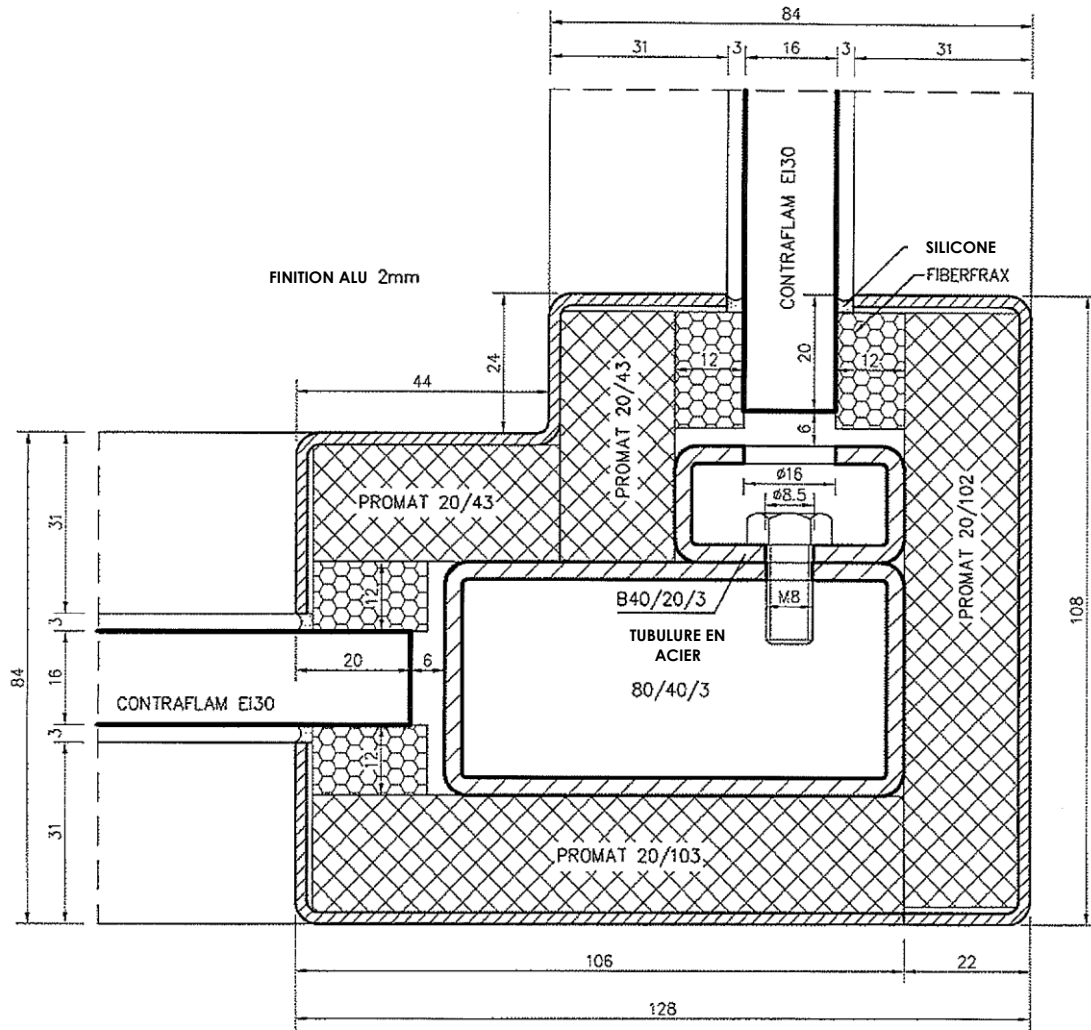 84
31 3 16 3 31
CONTRAFLAM EI30
SILICONE
FIBERFRAX
FINITION ALU 2mm
24
20
44
12
12
PROMAT 20/43
6
PROMAT 20/43
ø16
ø8.5
PROMAT 20/102
108
31
12
B40/20/3
M8
TUBULURE EN
ACIER
80/40/3
3
84
16
20
6
CONTRAFLAM EI30
3
12
31
PROMAT 20/103
106
22
128